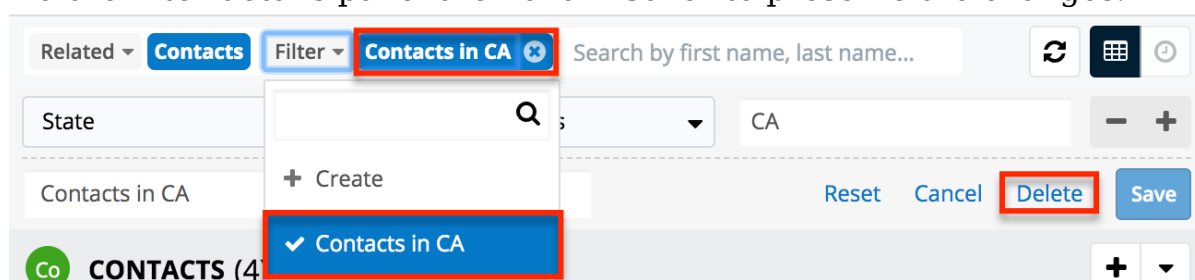 Related Contacts Filter Contacts in CA Search by first name, last name...
State CA
+ Create
Contacts in CA Reset Cancel Delete Save
Contacts in CA
Co CONTACTS (4)